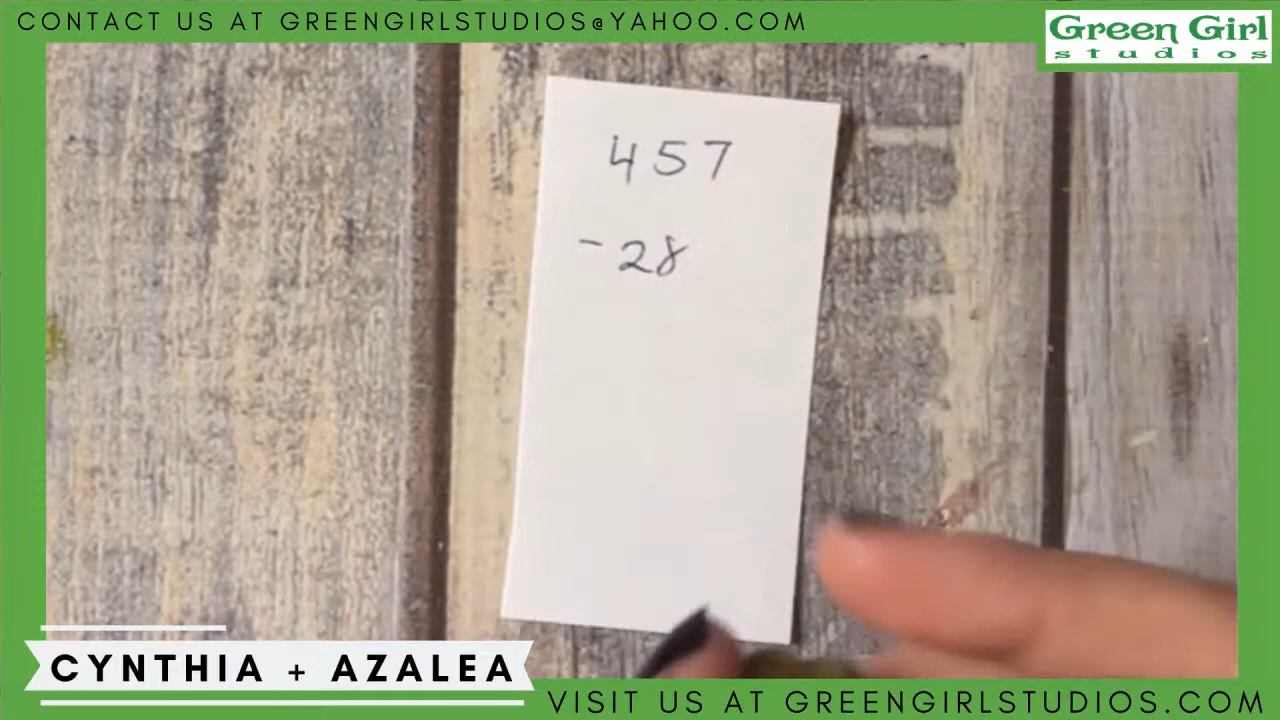 CONTACT US AT GREENGIRLSTUDIOS@YAHOO.COM
Green Girl
studios
457
-28
CYNTHIA + AZALEA
VISIT US AT GREENGIRLSTUDIOS.COM